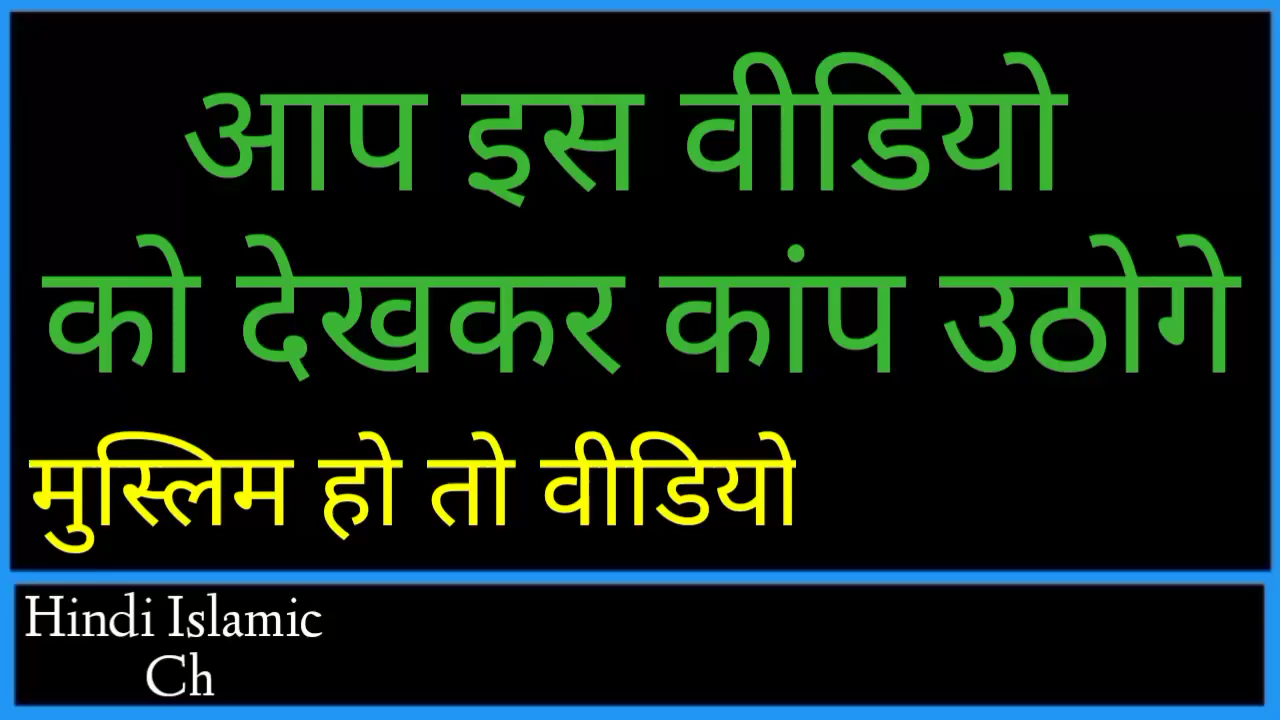 आप इस वीडियो
को देखकर कांप उठोगे
मुस्लिम हो तो वीडियो
Hindi Islamic
Ch